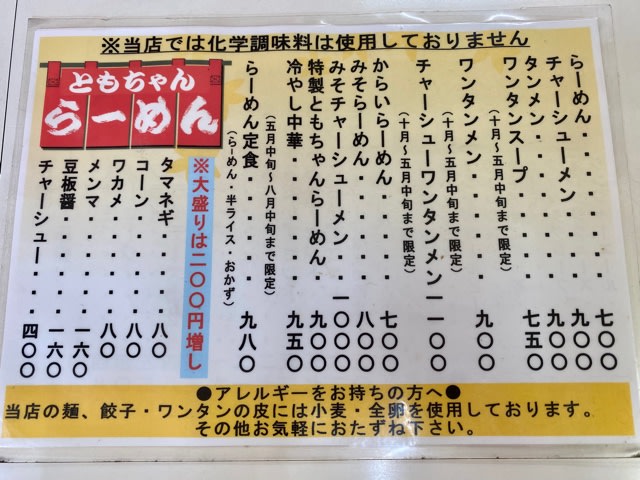 ※当店では化学調味料は使用しておりません
ともちゃん
らーめん
らーめん・・・・・・七〇〇
チャーシューメン・・・九〇〇
タンメン・・・・・・九〇〇
ワンタンスープ・・・・七五〇
(十月〜五月中旬まで限定)
ワンタンメン・・・・・九〇〇
(十月〜五月中旬まで限定)
チャーシューワンタンメン 一一〇〇
(十月〜五月中旬まで限定)
からいらーめん・・・・七〇〇
みそらーめん・・・・・八〇〇
みそチャーシューメン・・一〇〇〇
特製ともちゃんらーめん・九〇〇
冷やし中華・・・・・・九五〇
(五月中旬〜八月中旬まで限定)
らーめん定食・・・・・九八〇
(らーめん・半ライス・おかず)
※大盛りは二〇〇円増し
タマネギ・・・・・八〇
コーン・・・・・・八〇
ワカメ・・・・・・八〇
メンマ・・・・・・一六〇
豆板醤・・・・・・一六〇
チャーシュー・・・四〇〇
●アレルギーをお持ちの方へ●
当店の麺、餃子・ワンタンの皮には小麦・全卵を使用しております。
その他お気軽におたずね下さい。